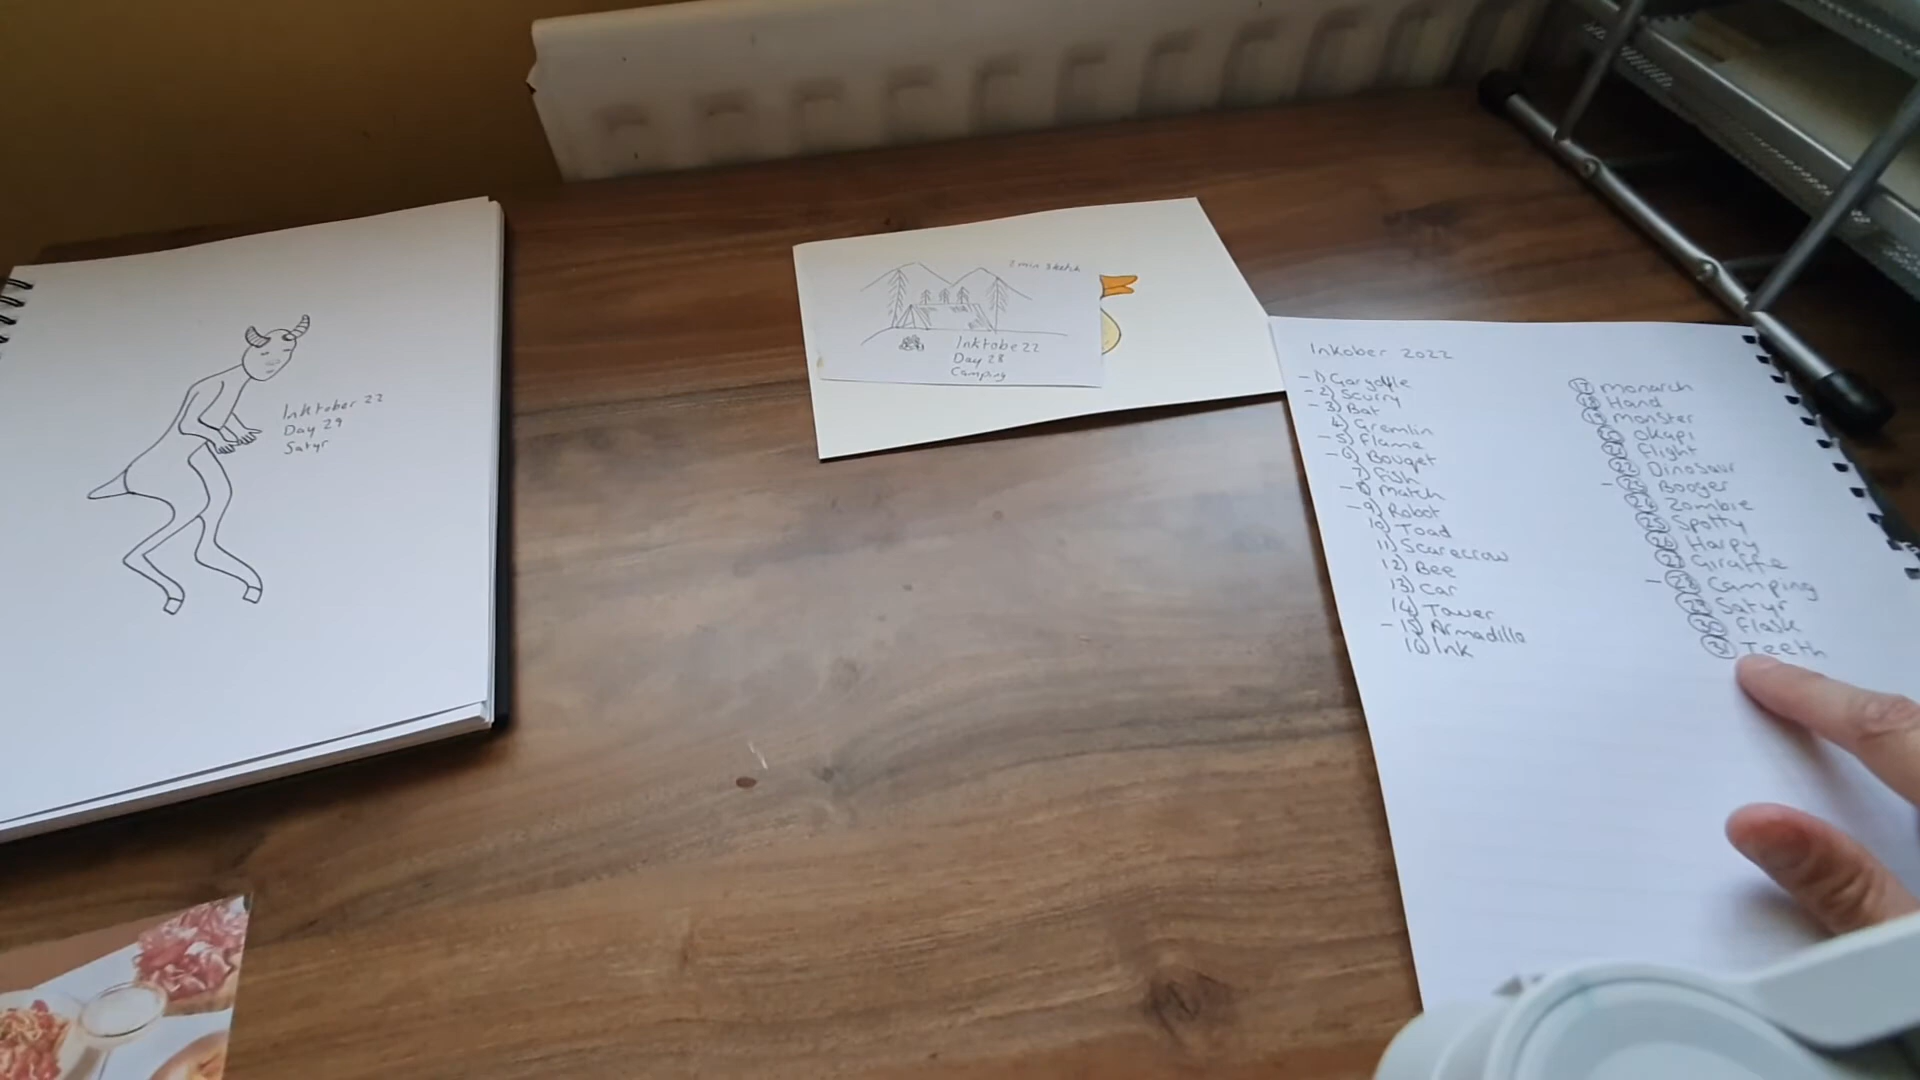 Inktober 22
Day 29
Satyr
2 min sketch
Inktobe 22
Day 28
Camping
Inkober 2022
- 1) Gargoyle
- 2) Scurry
- 3) Bat
4) Gremlin
- 5) Flame
- 6) Bouqet
7) Fish
- 8) Match
- 9) Robot
10) Toad
11) Scarecrow
12) Bee
13) Car
14) Tower
- 15) Armadillo
16) Ink
17 Monarch
18 Hand
19 Monster
20 Okapi
21 Flight
22 Dinosaur
- 23 Booger
24 Zombie
25 Spotty
26 Harpy
27 Giraffe
- 28 Camping
29 Satyr
30 Flask
31 Teeth